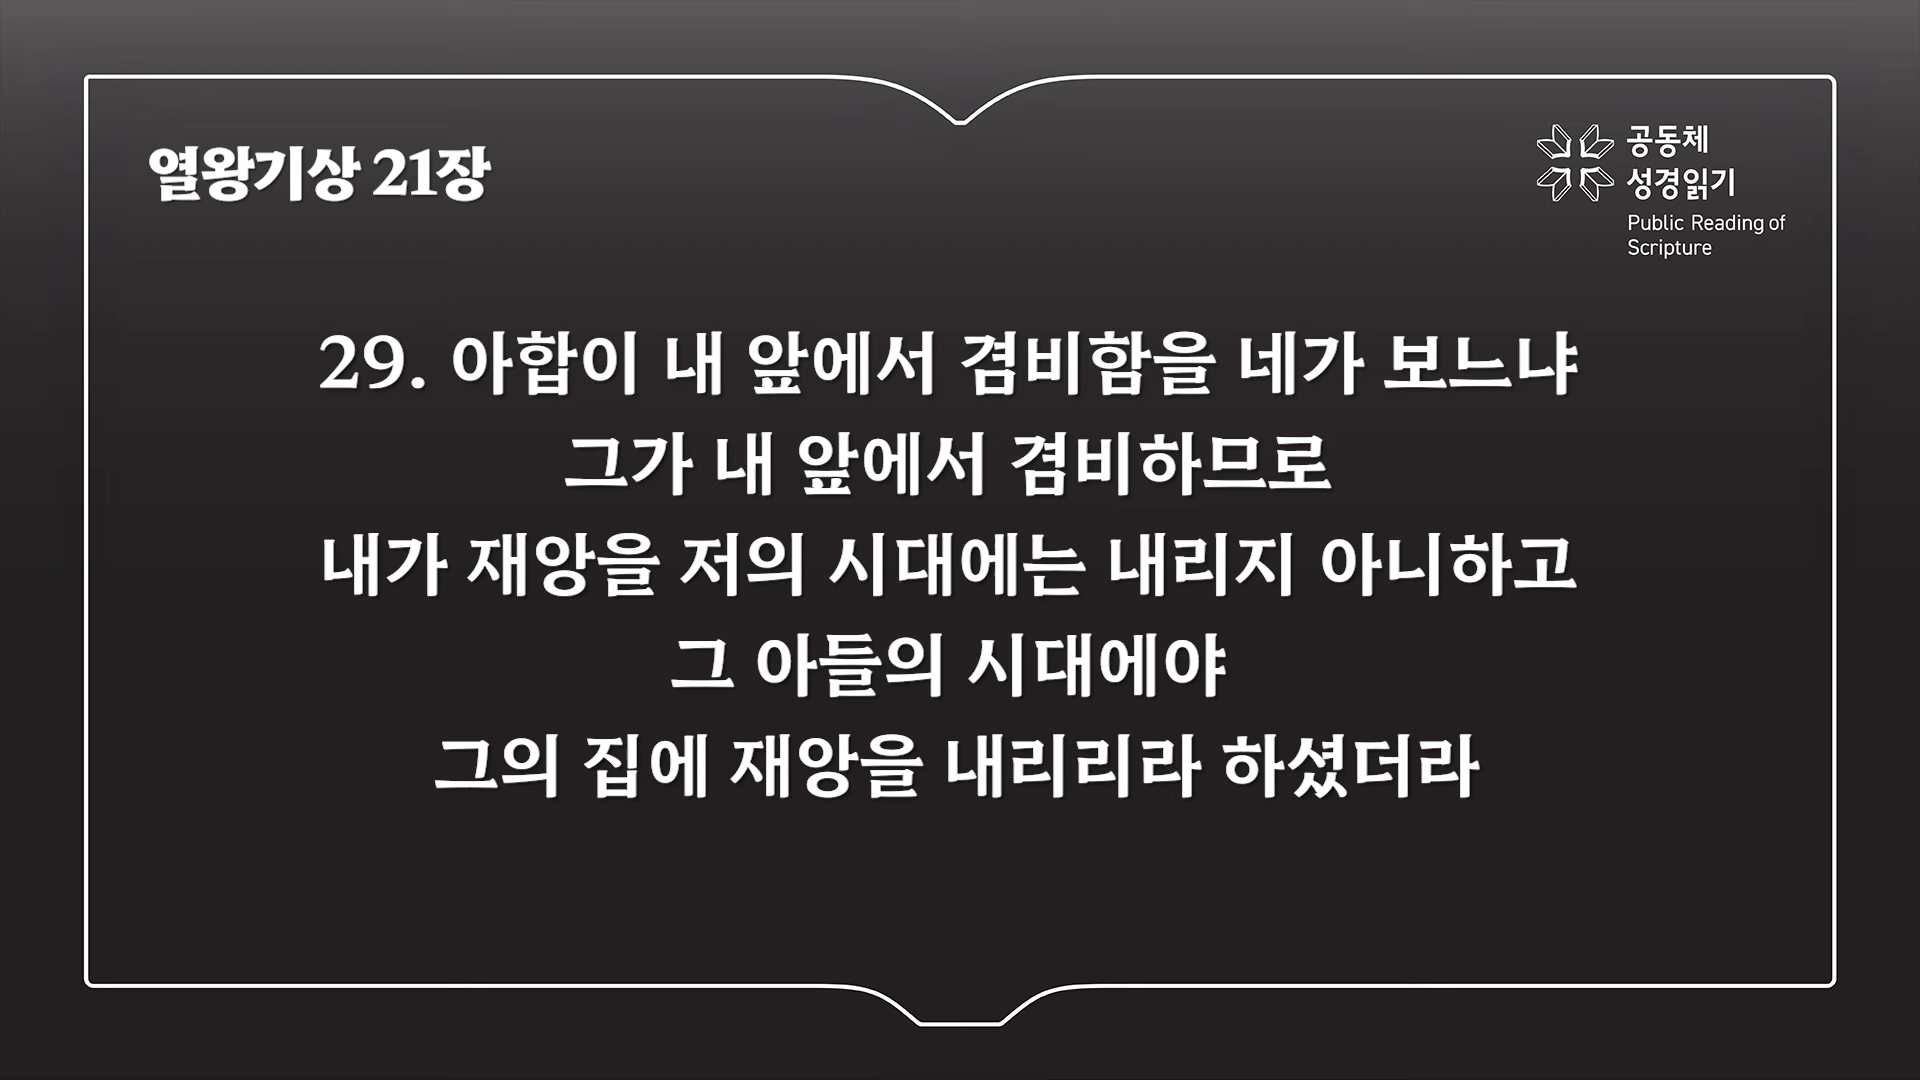 열왕기상 21장
공동체
성경읽기
Public Reading of
Scripture
29. 아합이 내 앞에서 겸비함을 네가 보느냐
그가 내 앞에서 겸비하므로
내가 재앙을 저의 시대에는 내리지 아니하고
그 아들의 시대에야
그의 집에 재앙을 내리리라 하셨더라